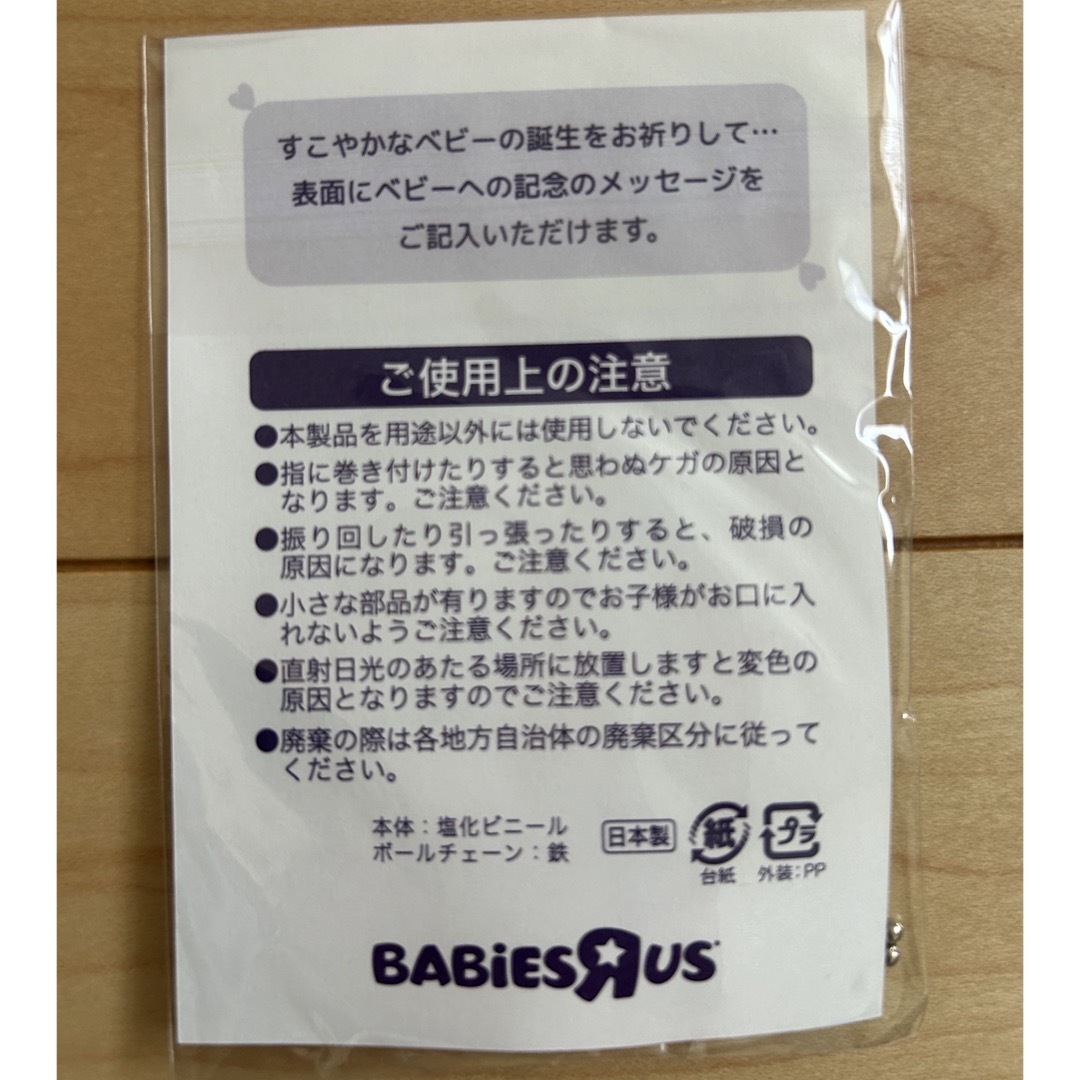 すこやかなベビーの誕生をお祈りして…
表面にベビーへの記念のメッセージを
ご記入いただけます。
ご使用上の注意
●本製品を用途以外には使用しないでください。
●指に巻き付けたりすると思わぬケガの原因と
なります。ご注意ください。
●振り回したり引っ張ったりすると、破損の
原因になります。ご注意ください。
●小さな部品が有りますのでお子様がお口に入
れないようご注意ください。
●直射日光のあたる場所に放置しますと変色の
原因となりますのでご注意ください。
●廃棄の際は各地方自治体の廃棄区分に従って
ください。
本体:塩化ビニール
ボールチェーン:鉄
日本製
紙
台紙
プラ
外装:PP
BABiESRUS